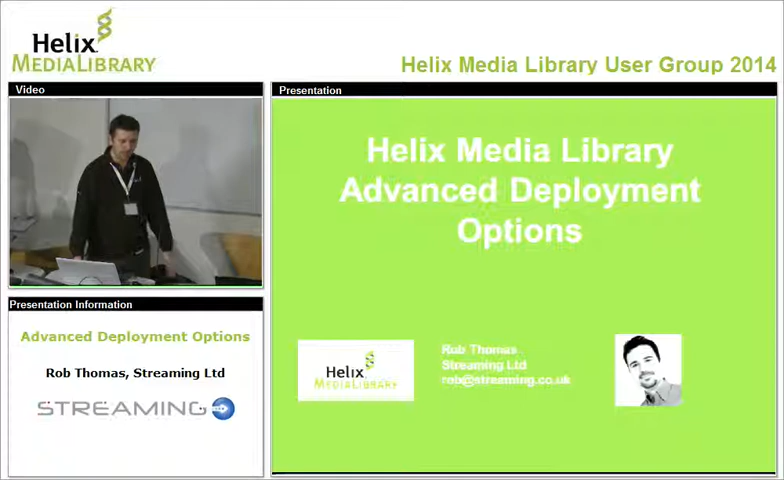 Helix
MEDIALIBRARY
Helix Media Library User Group 2014
Video
Presentation
Helix Media Library
Advanced Deployment
Options
Presentation Information
Advanced Deployment Options
Rob Thomas, Streaming Ltd
STREAMING
Helix
MEDIALIBRARY
Rob Thomas
Streaming Ltd
rob@streaming.co.uk